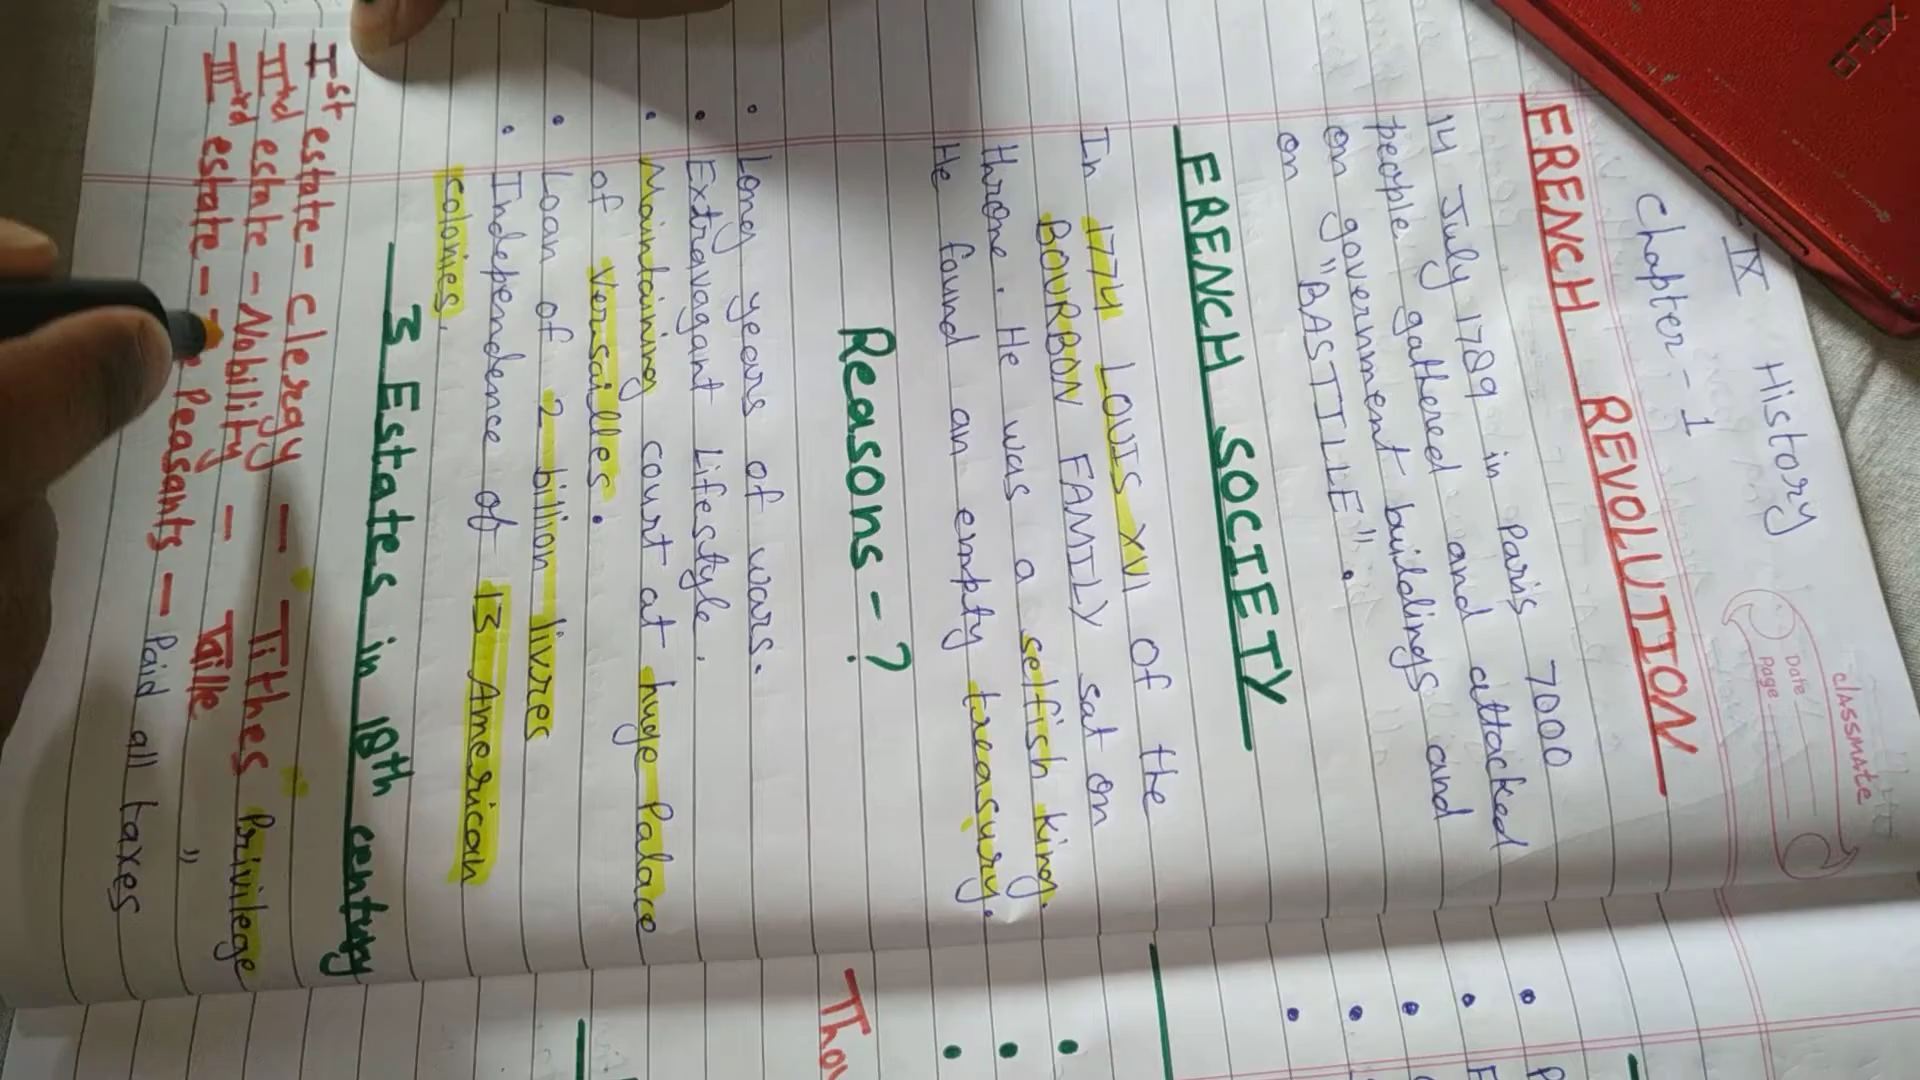 IX History
Chapter - 1
classmate
Date
Page
FRENCH REVOLUTION
14 July 1789 in Paris 7000
people gathered and attacked
on government buildings and
on "BASTILLE".
FRENCH SOCIETY
In 1774 LOUIS XVI of the
BOURBON FAMILY sat on
throne. He was a selfish king.
He found an empty treasury.
Reasons - ?
• Long years of wars.
• Extravagant Lifestyle.
• Maindaining court at huge Palace
of Versailles.
• Loan of 2 billion livres
• Independence of 13 American
colonies.
3 Estates in 18th century
Ist estate - Clergy — Tithes Privilege
IInd estate - Nobility — Taille "
IIIrd estate - Peasants — Paid all taxes